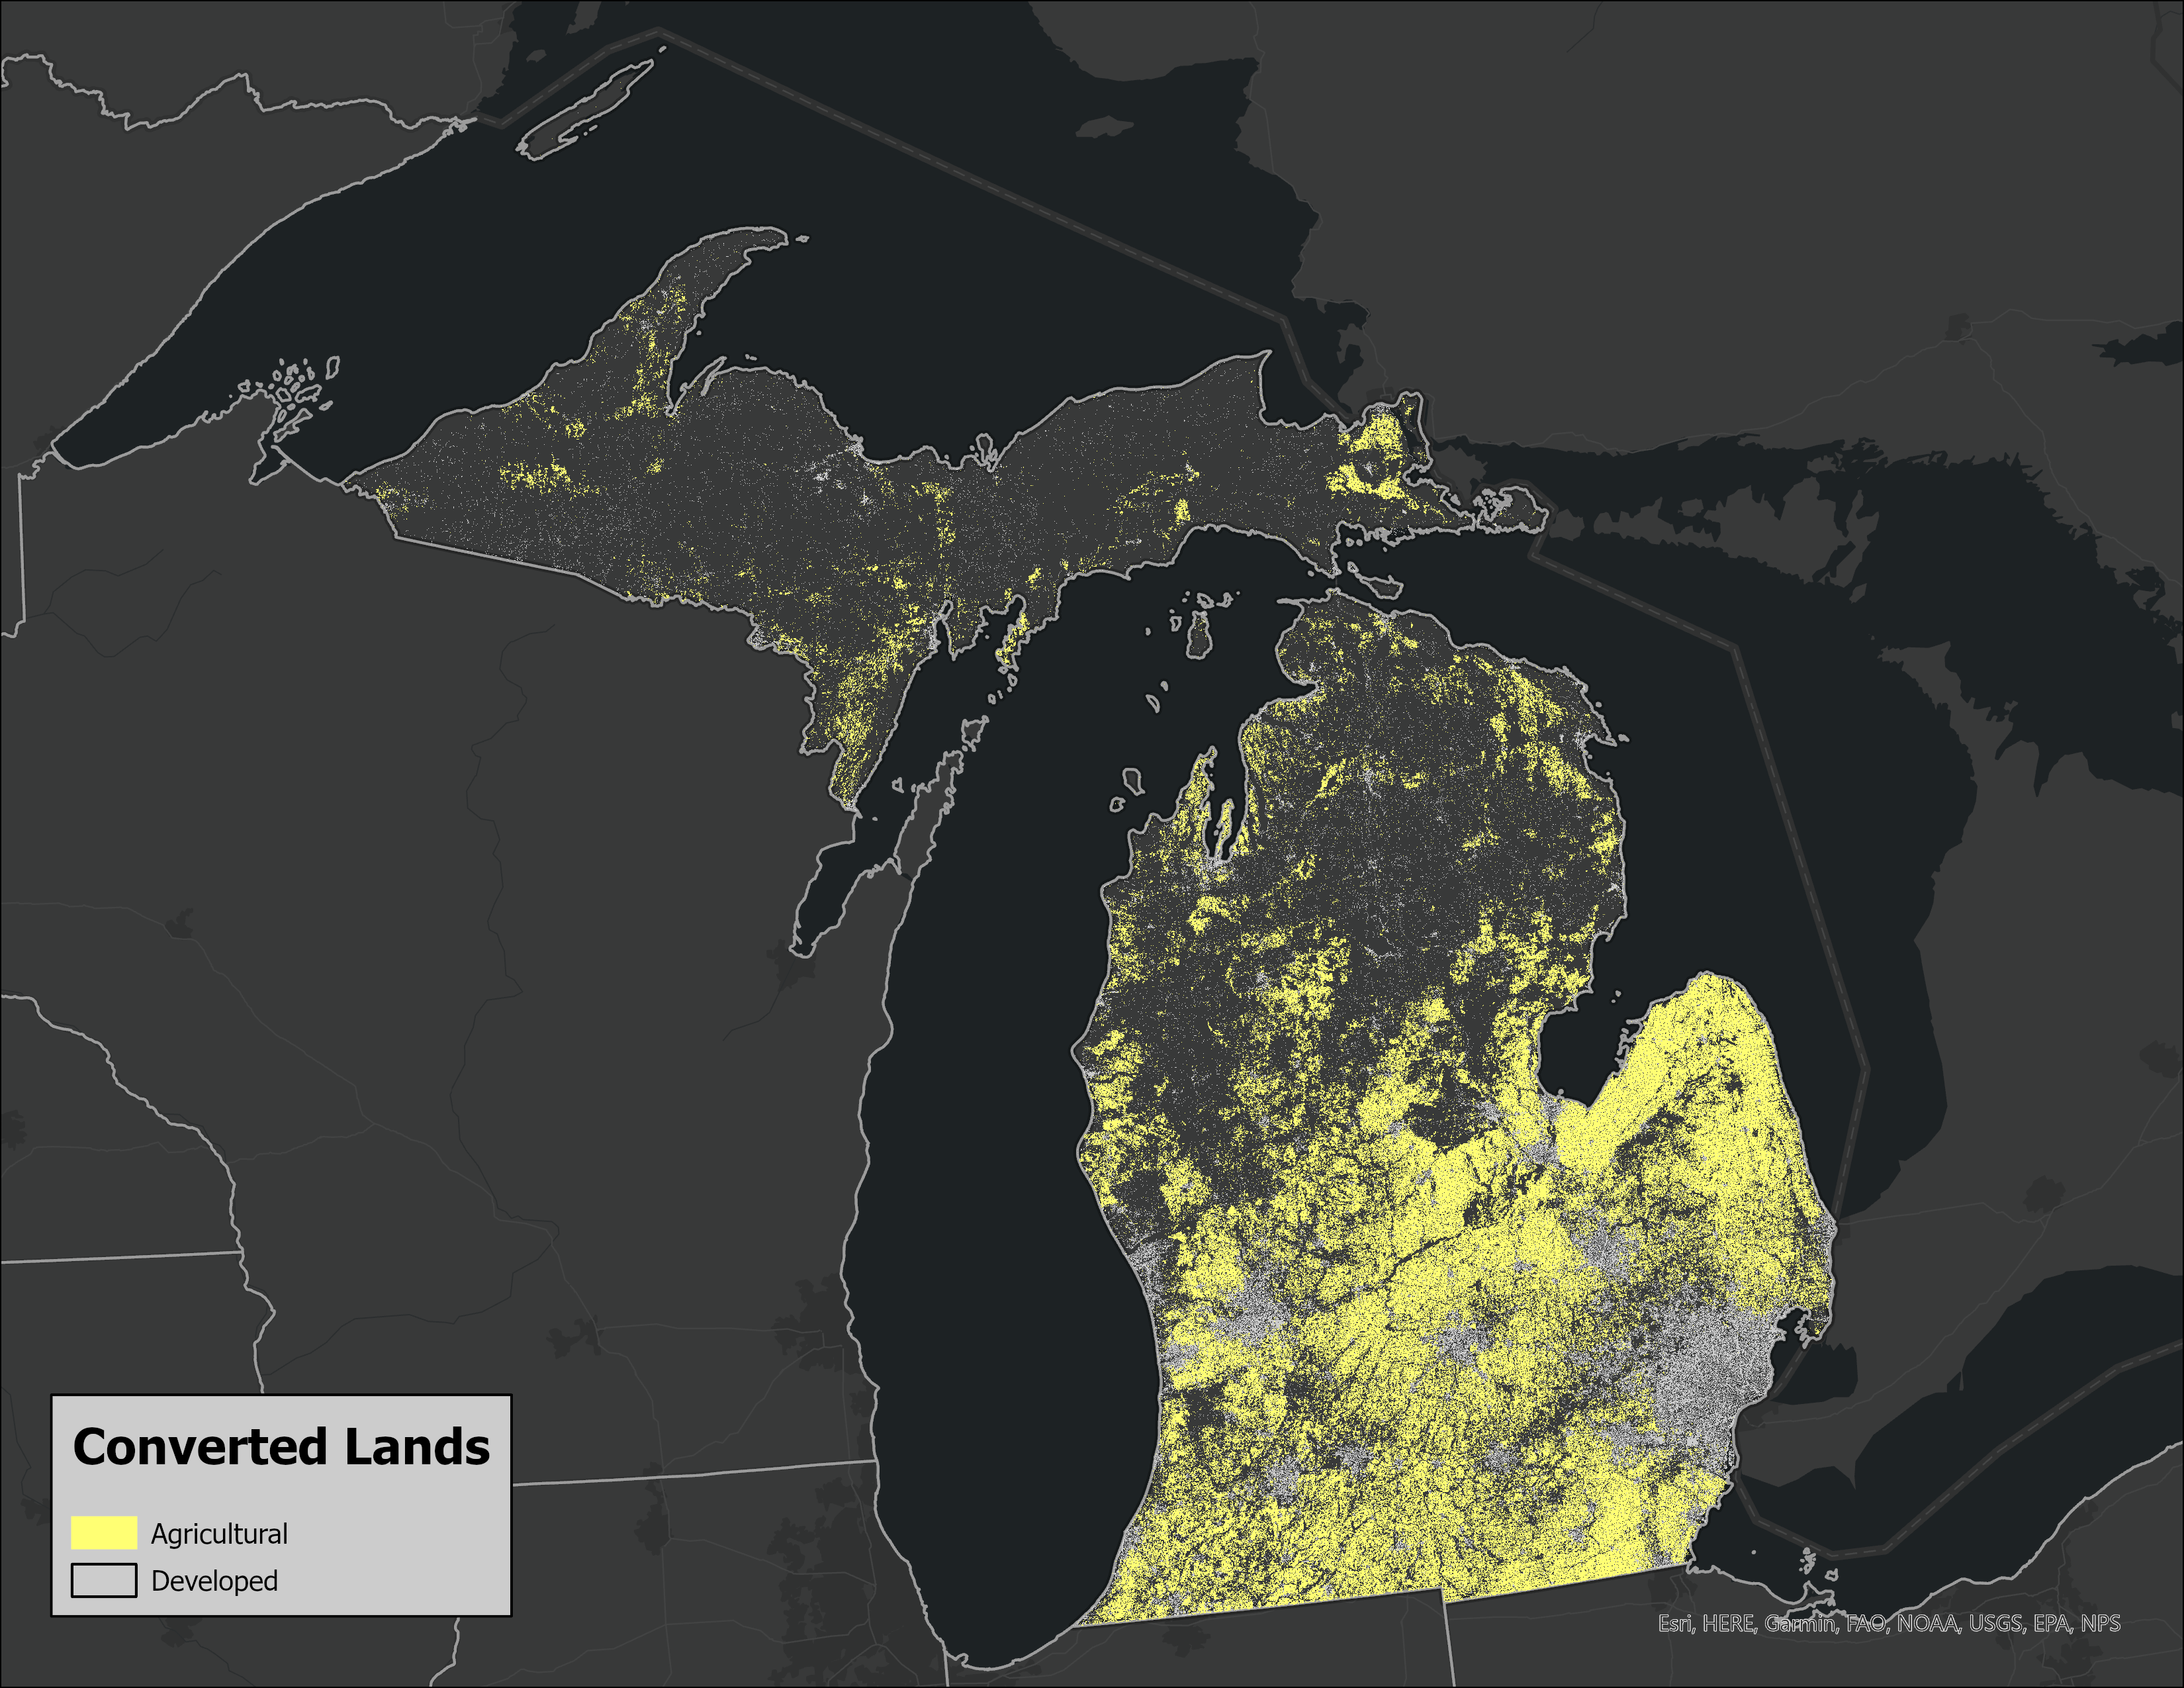 Converted Lands
Agricultural
Developed
Esri, HERE, Garmin, FAO, NOAA, USGS, EPA, NPS